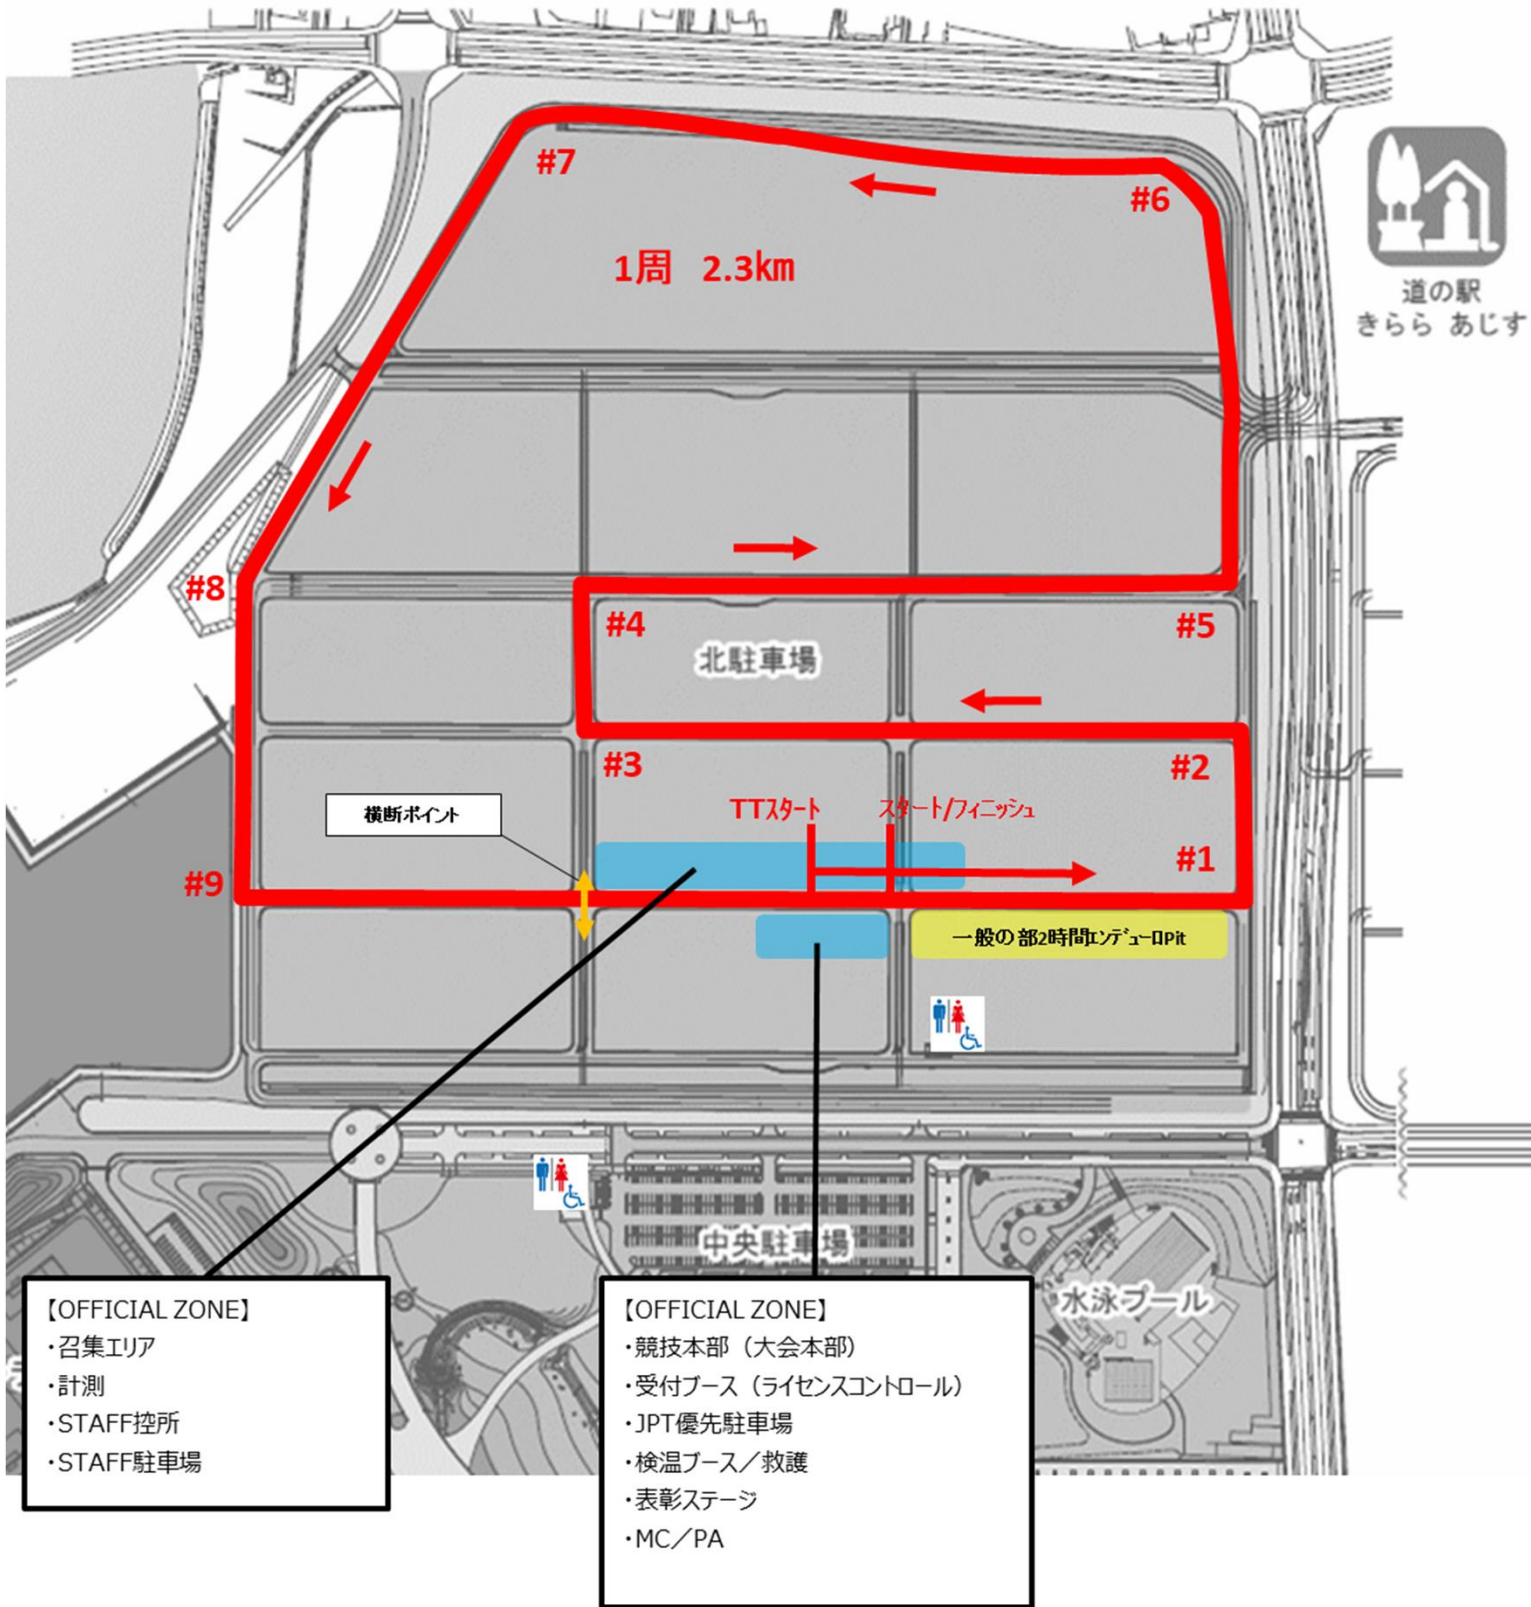 #7
#6
1周 2.3km
道の駅
きらら あじす
#8
#4
#5
北駐車場
#3
#2
横断ポイント
TTスタート
スタート/フィニッシュ
#1
#9
一般の部2時間エンデューロPit
中央駐車場
水泳プール
【OFFICIAL ZONE】
・召集エリア
・計測
・STAFF控所
・STAFF駐車場
【OFFICIAL ZONE】
・競技本部（大会本部）
・受付ブース（ライセンスコントロール）
・JPT優先駐車場
・検温ブース／救護
・表彰ステージ
・MC／PA